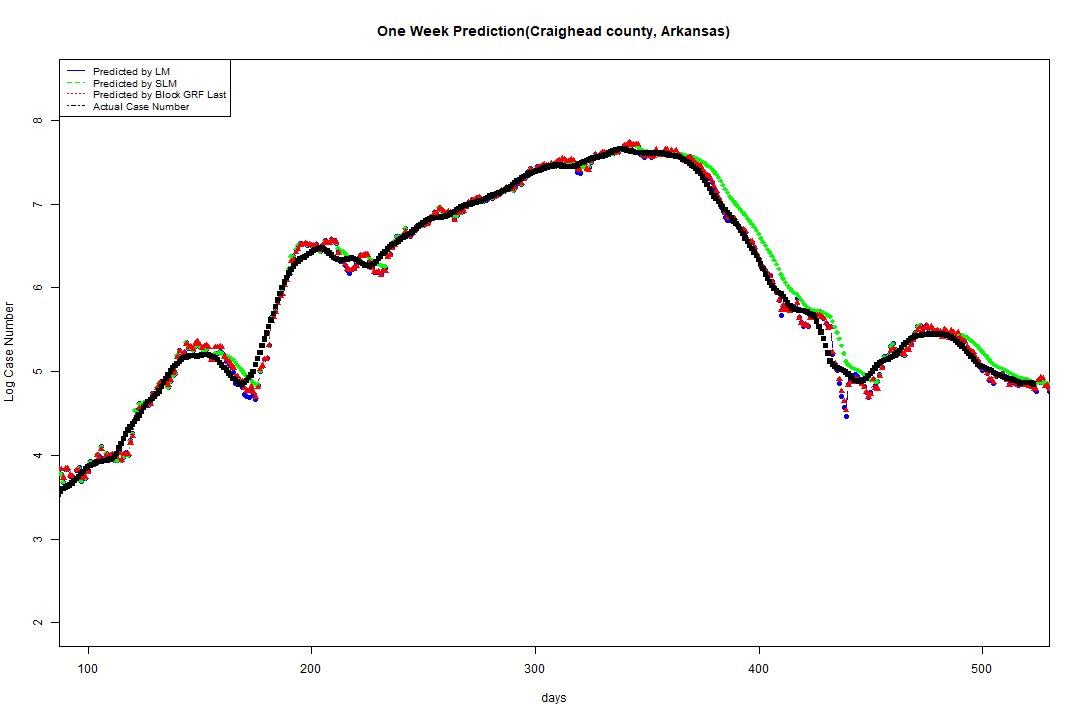 One Week Prediction(Craighead county, Arkansas)
Predicted by LM
Predicted by SLM
Predicted by Block GRF Last
Actual Case Number
8
7
6
5
4
3
2
Log Case Number
100 200 300 400 500
days